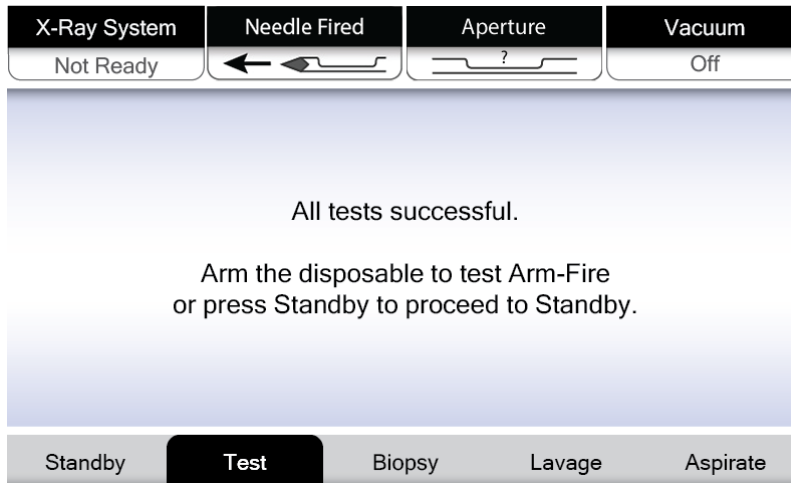 X-Ray System Needle Fired Aperture Vacuum
Not Ready ? Off
All tests successful.
Arm the disposable to test Arm-Fire
or press Standby to proceed to Standby.
Standby Test Biopsy Lavage Aspirate